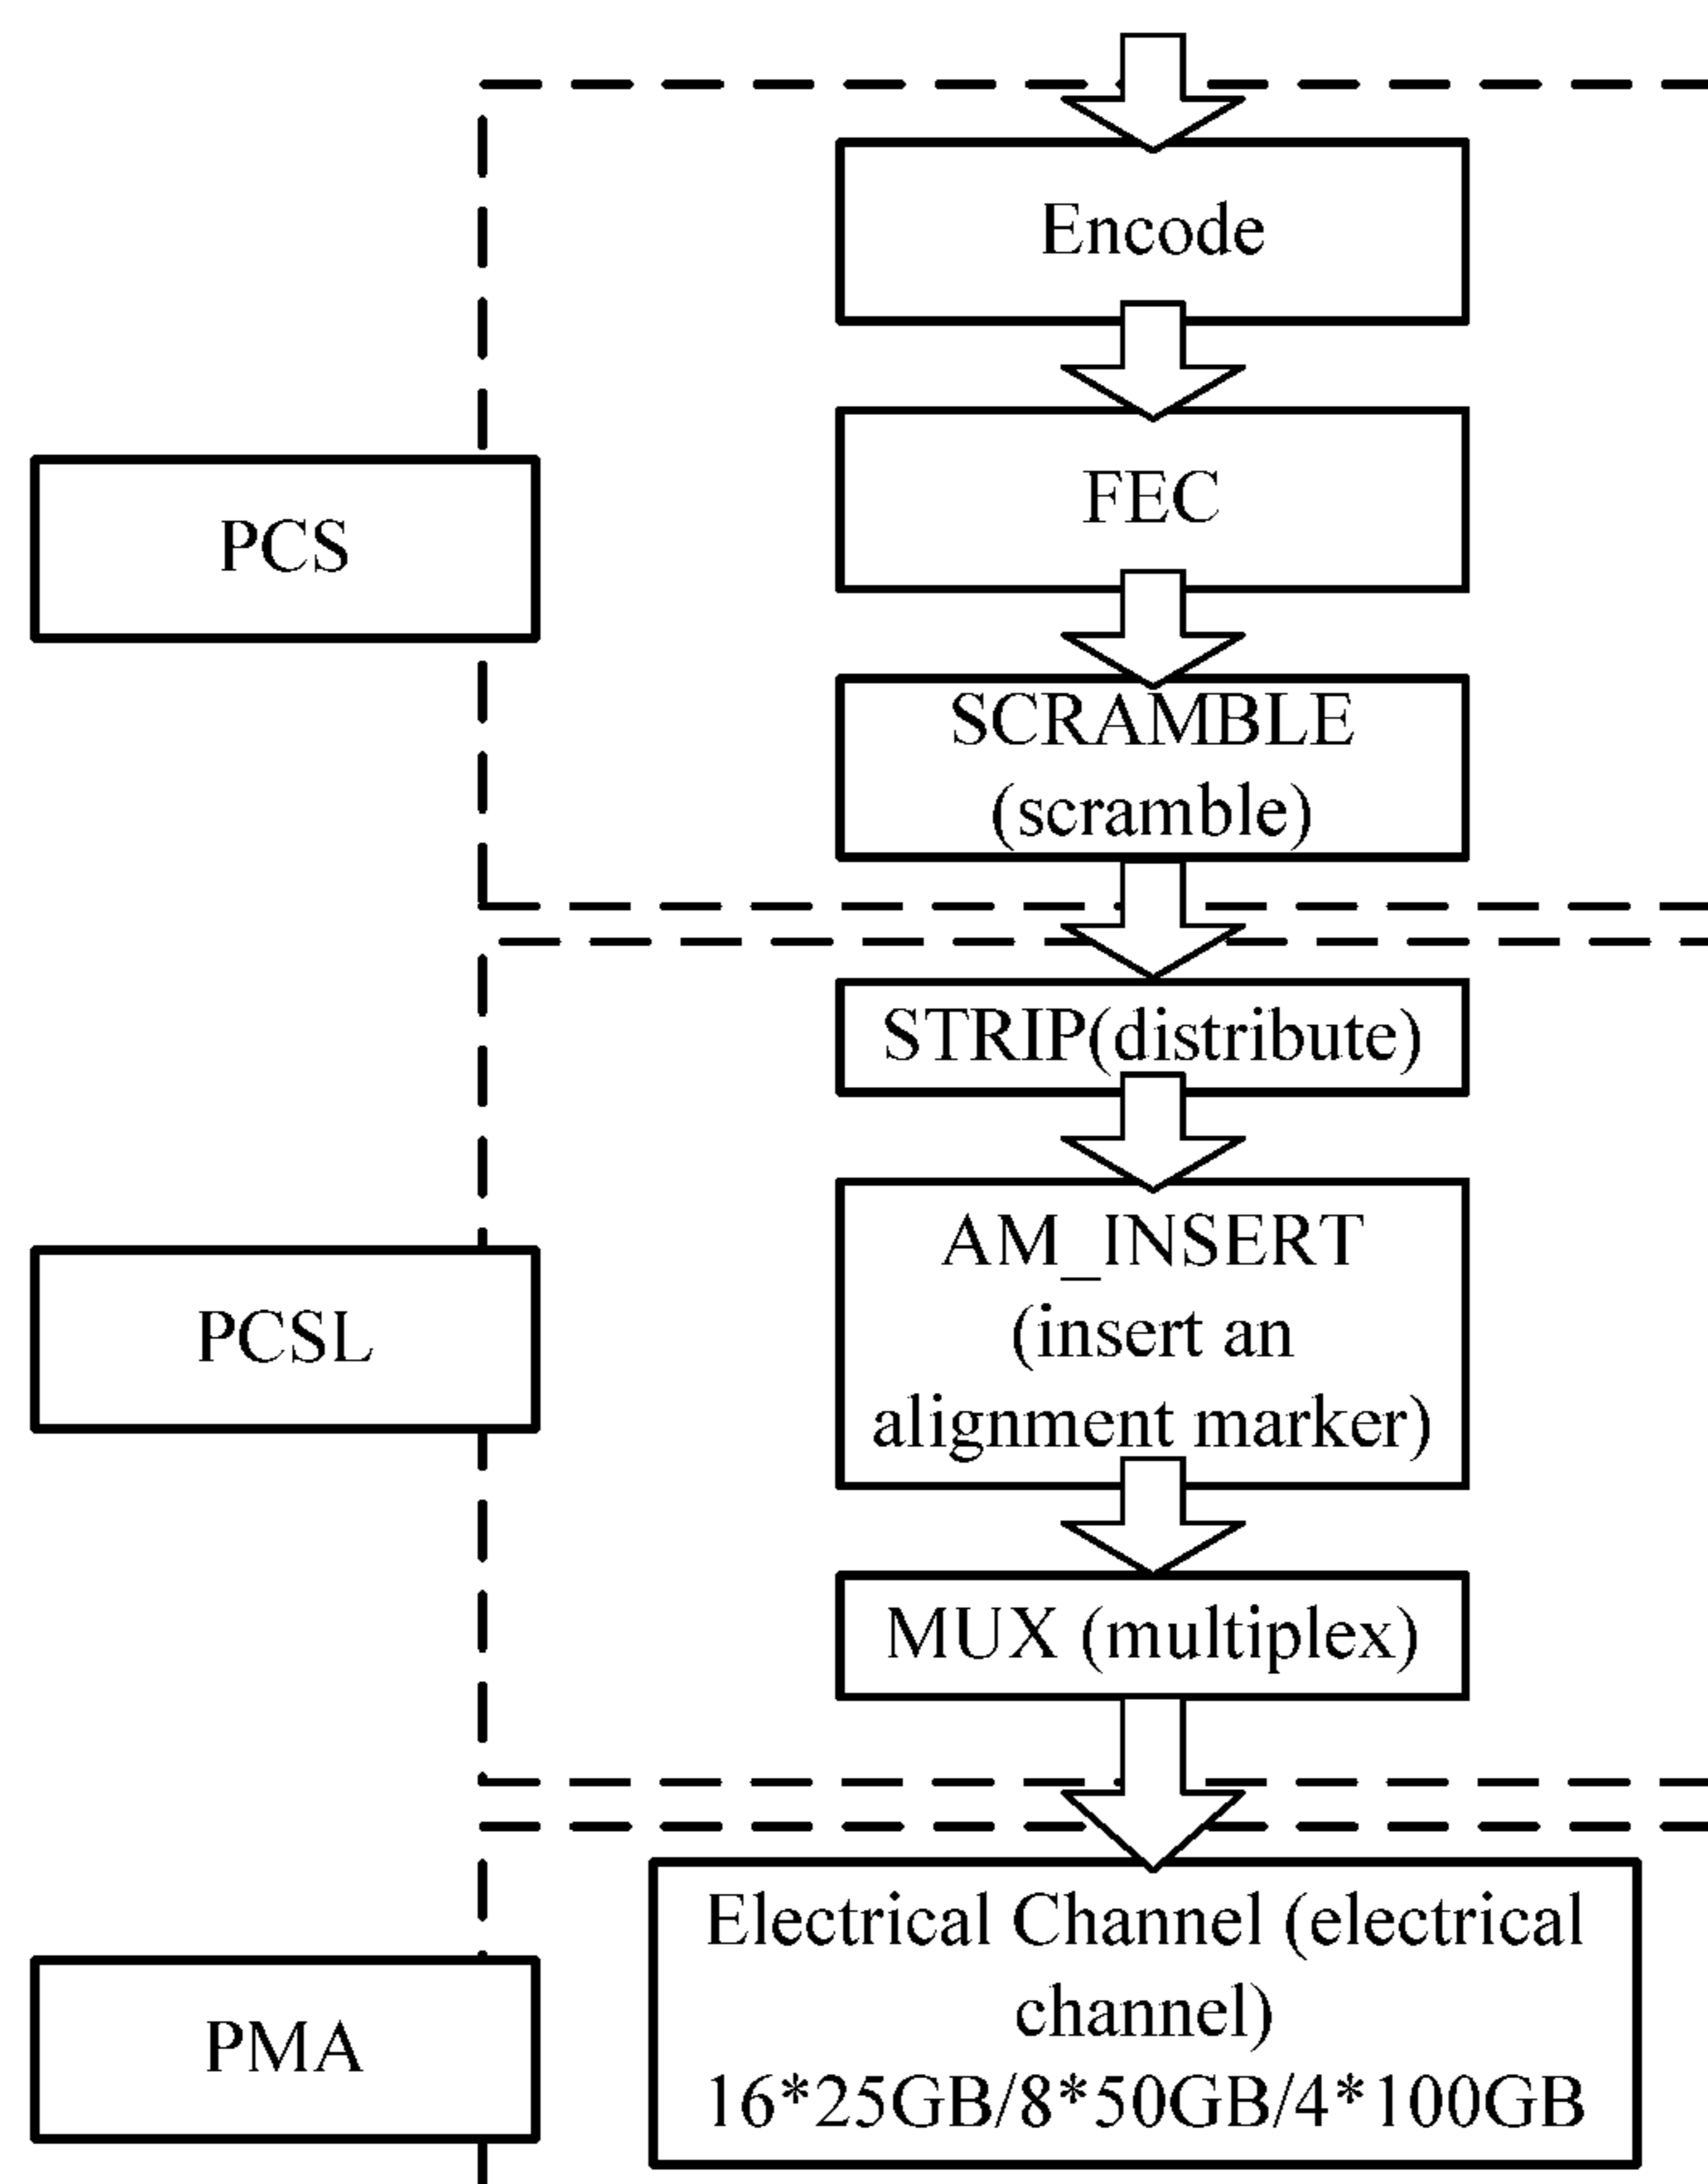 Encode
FEC
PCS
SCRAMBLE
(scramble)
STRIP(distribute)
AM_INSERT
(insert an
alignment marker)
PCSL
MUX (multiplex)
Electrical Channel (electrical
channel)
16*25GB/8*50GB/4*100GB
PMA